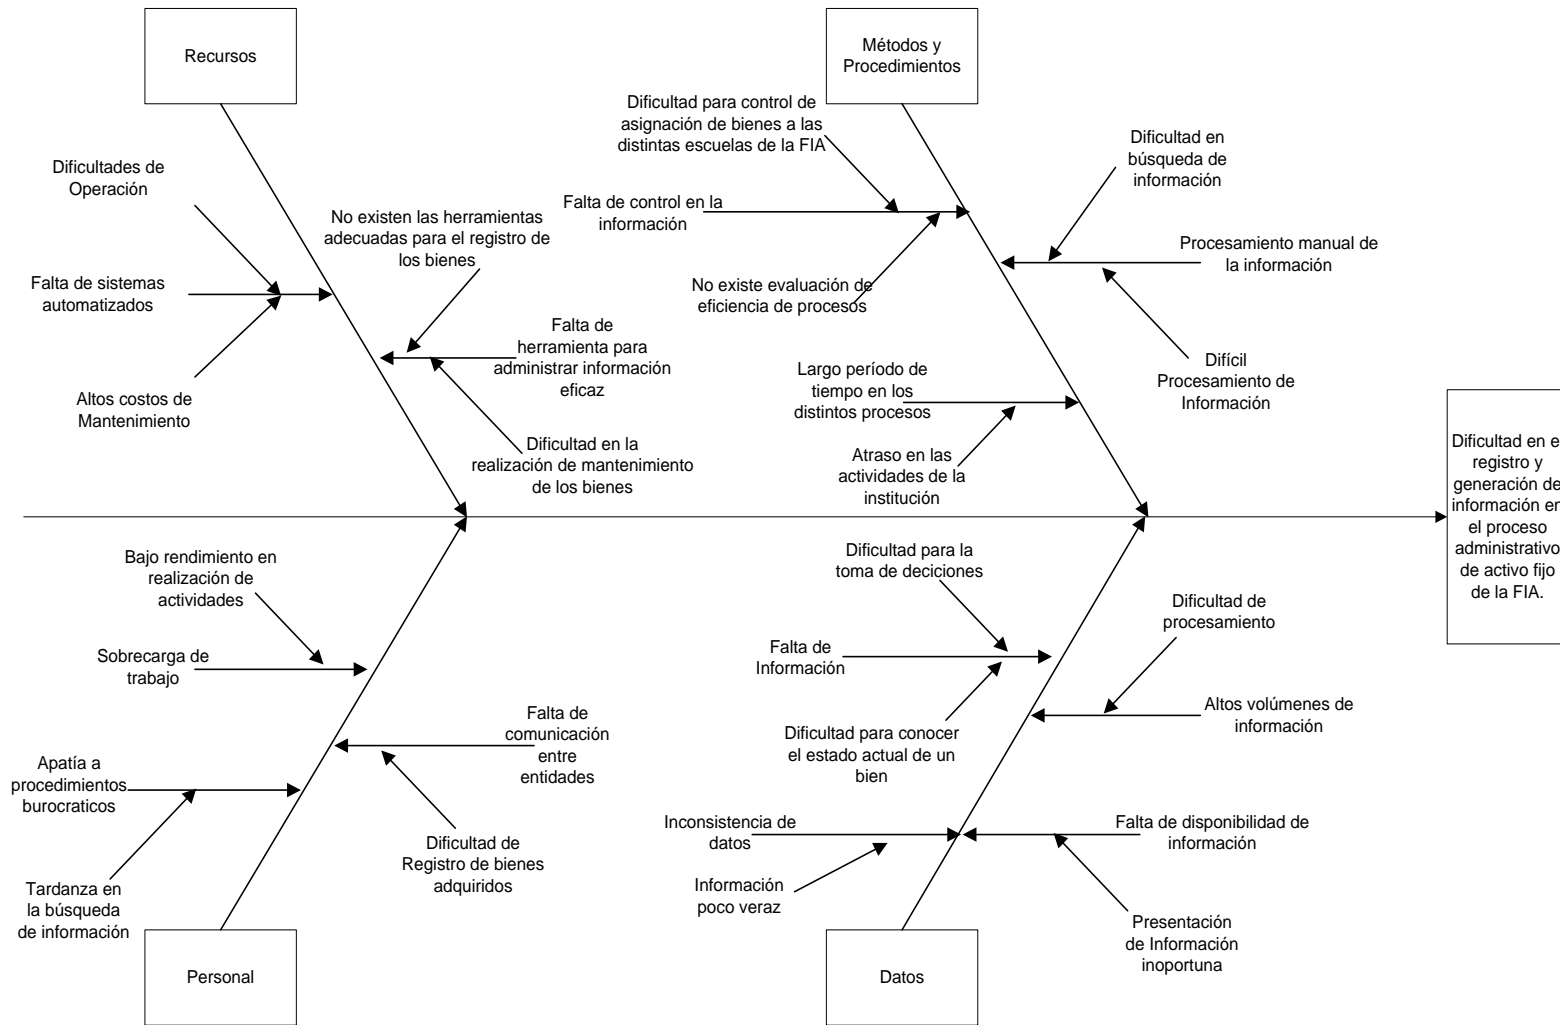 Recursos
Métodos y
Procedimientos
Dificultad para control de
asignación de bienes a las
distintas escuelas de la FIA
Dificultad en
búsqueda de
información
Dificultades de
Operación
No existen las herramientas
adecuadas para el registro de
los bienes
Falta de control en la
información
Procesamiento manual de
la información
Falta de sistemas
automatizados
No existe evaluación de
eficiencia de procesos
Falta de
herramienta para
administrar información
eficaz
Largo período de
tiempo en los
distintos procesos
Difícil
Procesamiento de
Información
Altos costos de
Mantenimiento
Dificultad en la
realización de mantenimiento
de los bienes
Atraso en las
actividades de la
institución
Dificultad en e
registro y
generación de
información en
el proceso
administrativo
de activo fijo
de la FIA.
Bajo rendimiento en
realización de
actividades
Dificultad para la
toma de deciciones
Dificultad de
procesamiento
Sobrecarga de
trabajo
Falta de
Información
Falta de
comunicación
entre
entidades
Dificultad para conocer
el estado actual de un
bien
Altos volúmenes de
información
Apatía a
procedimientos
burocraticos
Inconsistencia de
datos
Falta de disponibilidad de
información
Dificultad de
Registro de bienes
adquiridos
Tardanza en
la búsqueda
de información
Información
poco veraz
Presentación
de Información
inoportuna
Personal
Datos